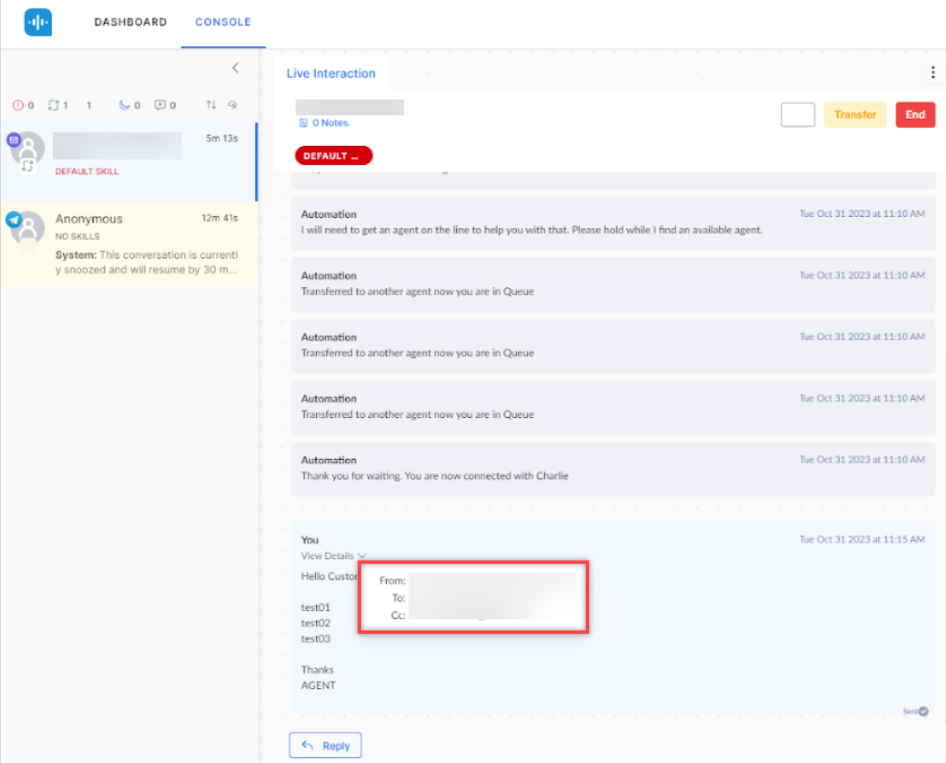 DASHBOARD CONSOLE
Live Interaction
0 1 1 0 0
5m 13s
DEFAULT SKILL
Anonymous 12m 41s
NO SKILLS
System: This conversation is currentl
y snoozed and will resume by 30 m...
0 Notes.
Transfer End
DEFAULT ...
Automation Tue Oct 31 2023 at 11:10 AM
I will need to get an agent on the line to help you with that. Please hold while I find an available agent.
Automation Tue Oct 31 2023 at 11:10 AM
Transferred to another agent now you are in Queue
Automation Tue Oct 31 2023 at 11:10 AM
Transferred to another agent now you are in Queue
Automation Tue Oct 31 2023 at 11:10 AM
Transferred to another agent now you are in Queue
Automation Tue Oct 31 2023 at 11:10 AM
Thank you for waiting. You are now connected with Charlie
You Tue Oct 31 2023 at 11:15 AM
View Details
Hello Custo
From:
To:
Cc:
test01
test02
test03
Thanks
AGENT
Sent
Reply